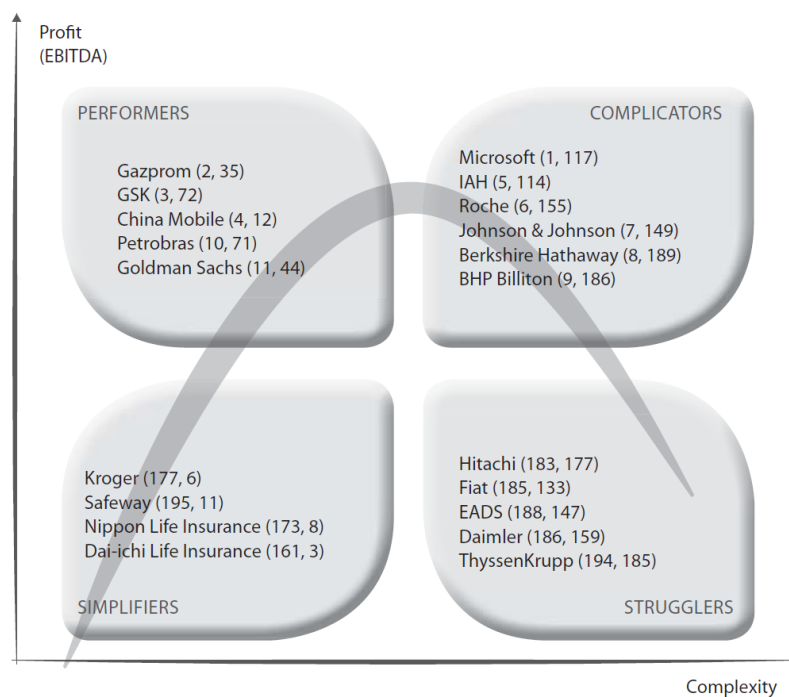 Profit
(EBITDA)
PERFORMERS
Gazprom (2, 35)
GSK (3, 72)
China Mobile (4, 12)
Petrobras (10, 71)
Goldman Sachs (11, 44)
COMPLICATORS
Microsoft (1, 117)
IAH (5, 114)
Roche (6, 155)
Johnson & Johnson (7, 149)
Berkshire Hathaway (8, 189)
BHP Billiton (9, 186)
Kroger (177, 6)
Safeway (195, 11)
Nippon Life Insurance (173, 8)
Dai-ichi Life Insurance (161, 3)
SIMPLIFIERS
Hitachi (183, 177)
Fiat (185, 133)
EADS (188, 147)
Daimler (186, 159)
ThyssenKrupp (194, 185)
STRUGGLERS
Complexity